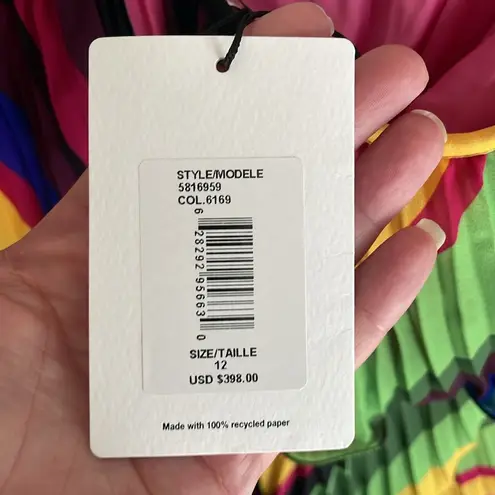 STYLE/MODELE
5816959
COL.6169
6 28292 95663 0
SIZE/TAILLE
12
USD $398.00
Made with 100% recycled paper